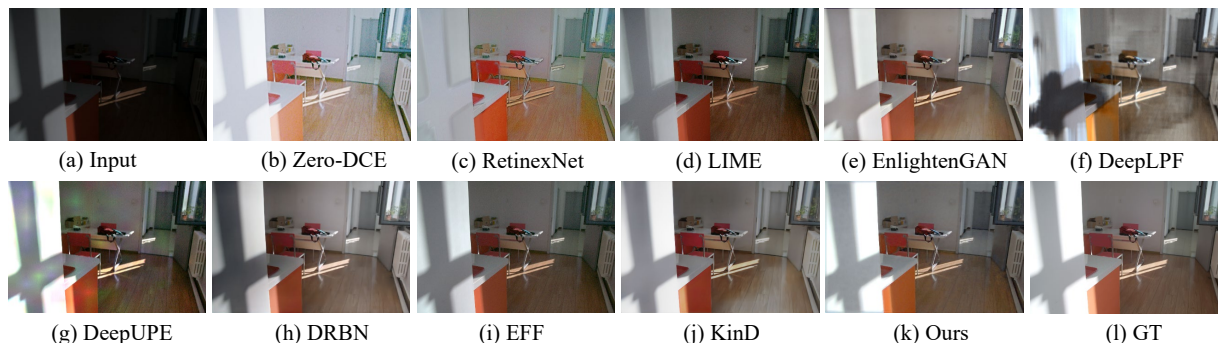 (a) Input (b) Zero-DCE (c) RetinexNet (d) LIME (e) EnlightenGAN (f) DeepLPF
(g) DeepUPE (h) DRBN (i) EFF (j) KinD (k) Ours (l) GT